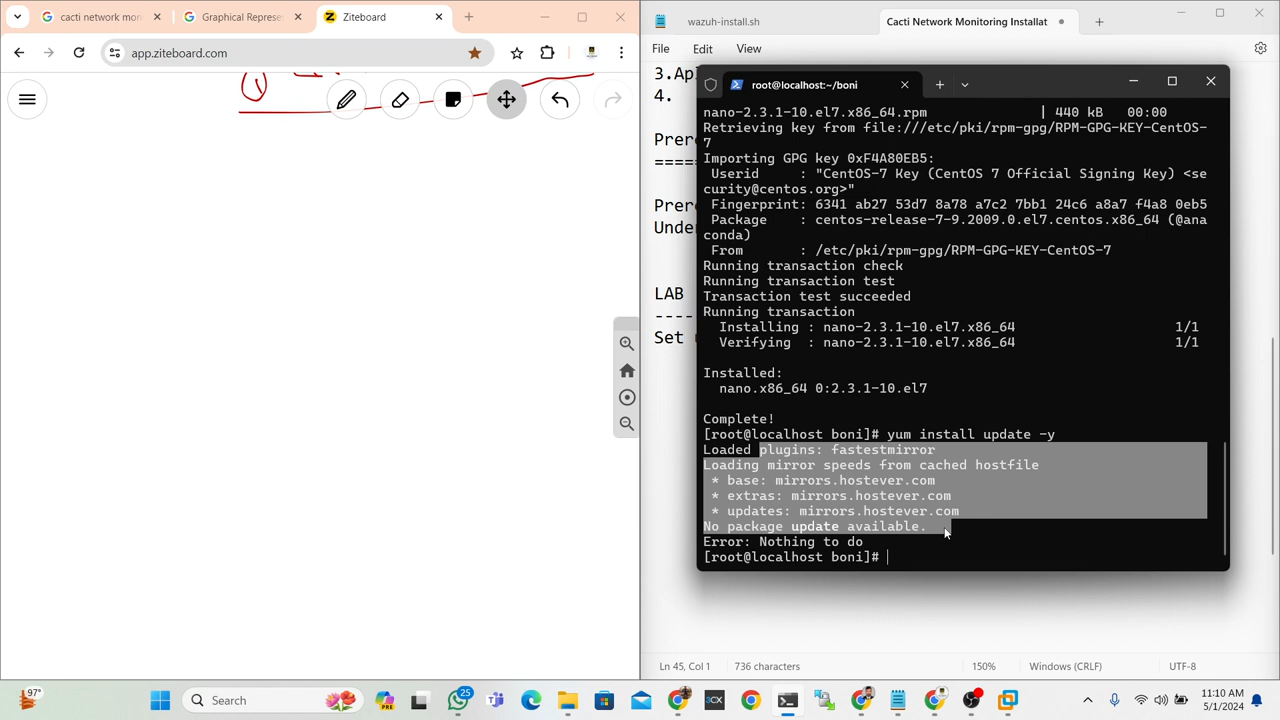 cacti network moni
Graphical Represe
Ziteboard
app.ziteboard.com
wazuh-install.sh
Cacti Network Monitoring Installat
File
Edit
View
3.Ap
4.
Prer
=====
Prer
Under
LAB
----
Set
root@localhost:~/boni
nano-2.3.1-10.el7.x86_64.rpm | 440 kB 00:00
Retrieving key from file:///etc/pki/rpm-gpg/RPM-GPG-KEY-CentOS-
7
Importing GPG key 0xF4A80EB5:
Userid : "CentOS-7 Key (CentOS 7 Official Signing Key) <se
curity@centos.org>"
Fingerprint: 6341 ab27 53d7 8a78 a7c2 7bb1 24c6 a8a7 f4a8 0eb5
Package : centos-release-7-9.2009.0.el7.centos.x86_64 (@ana
conda)
From : /etc/pki/rpm-gpg/RPM-GPG-KEY-CentOS-7
Running transaction check
Running transaction test
Transaction test succeeded
Running transaction
Installing : nano-2.3.1-10.el7.x86_64 1/1
Verifying : nano-2.3.1-10.el7.x86_64 1/1
Installed:
nano.x86_64 0:2.3.1-10.el7
Complete!
[root@localhost boni]# yum install update -y
Loaded plugins: fastestmirror
Loading mirror speeds from cached hostfile
* base: mirrors.hostever.com
* extras: mirrors.hostever.com
* updates: mirrors.hostever.com
No package update available.
Error: Nothing to do
[root@localhost boni]#
Ln 45, Col 1
736 characters
150%
Windows (CRLF)
UTF-8
97°
Search
PRE
25
3CX
11:10 AM
5/1/2024